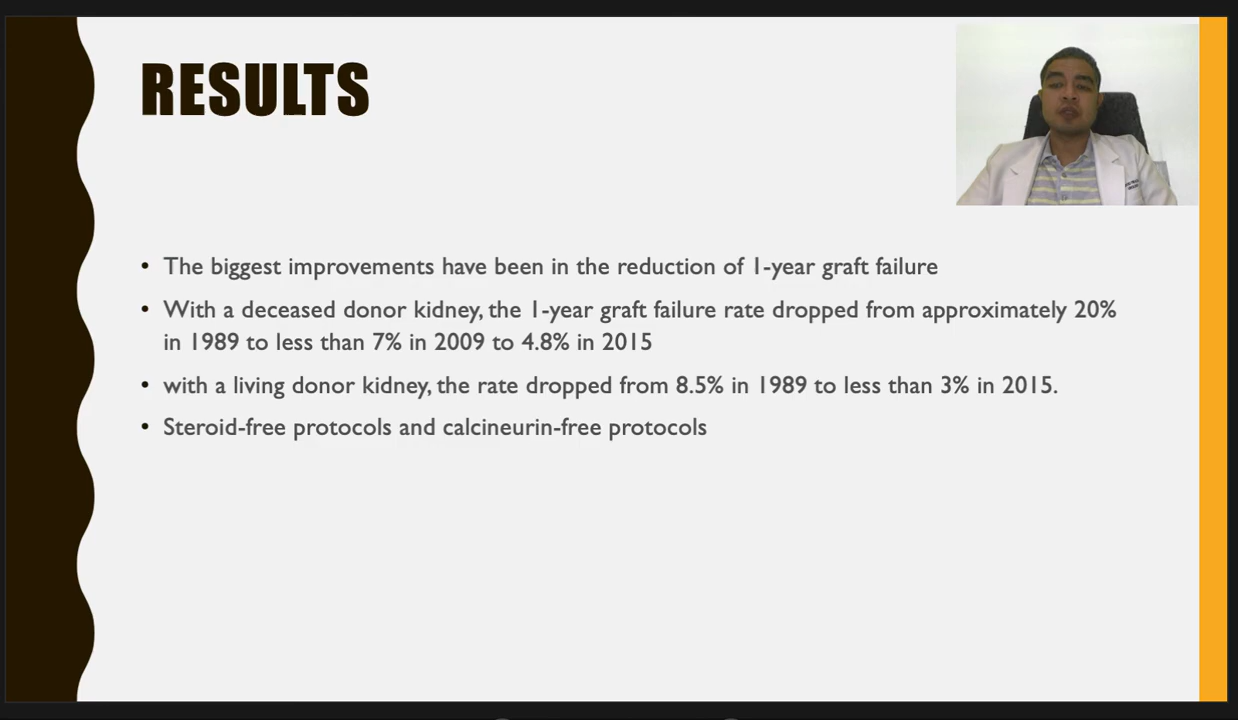 RESULTS
• The biggest improvements have been in the reduction of 1-year graft failure
• With a deceased donor kidney, the 1-year graft failure rate dropped from approximately 20%
in 1989 to less than 7% in 2009 to 4.8% in 2015
• with a living donor kidney, the rate dropped from 8.5% in 1989 to less than 3% in 2015.
• Steroid-free protocols and calcineurin-free protocols